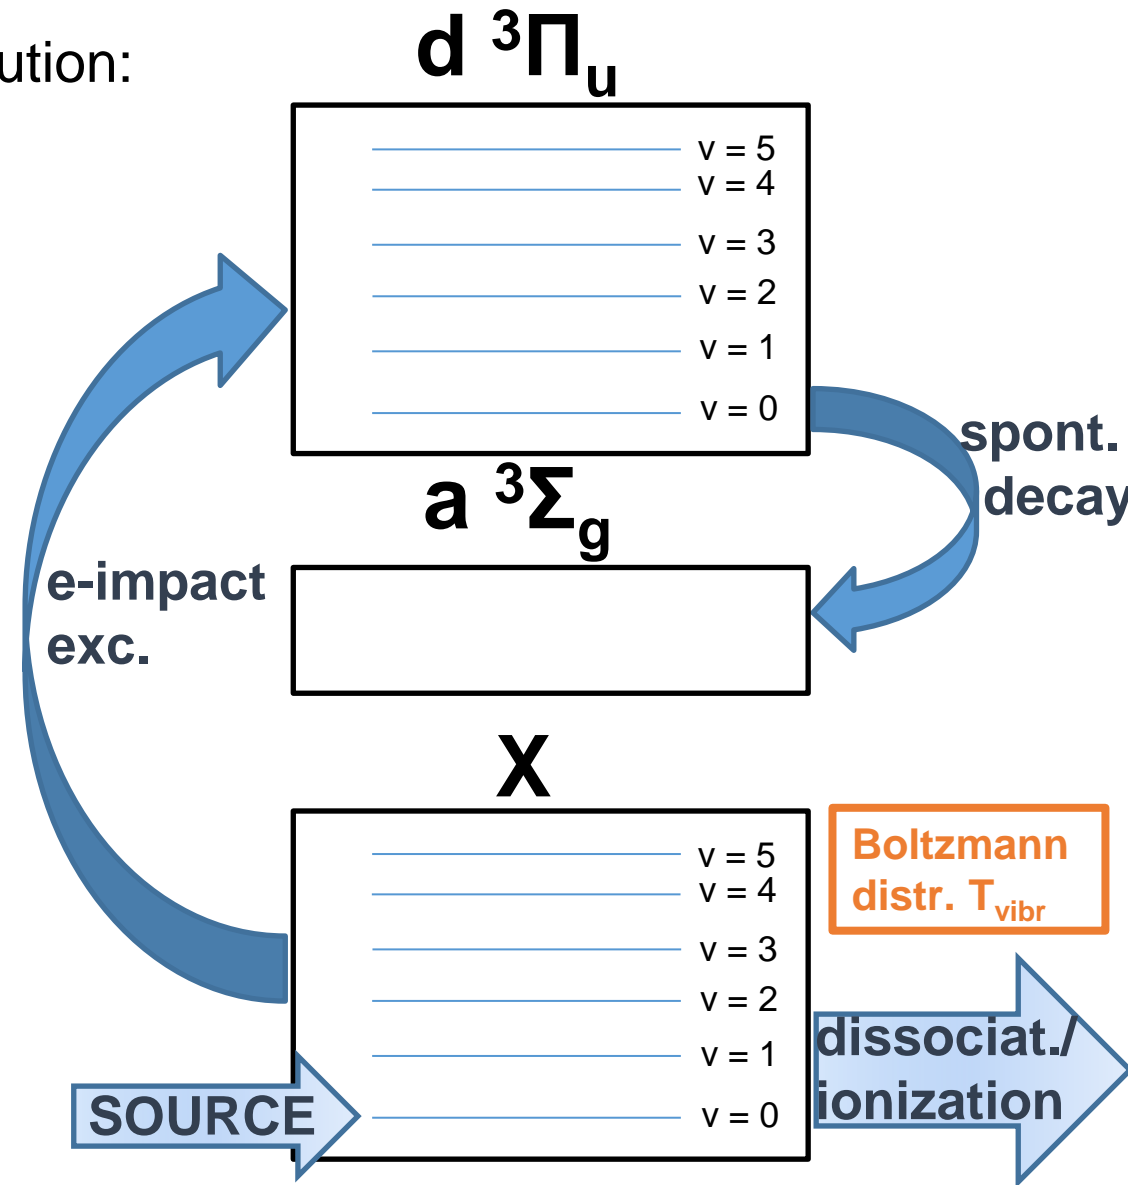 ution:
d ³Πᵤ
v = 5
v = 4
v = 3
v = 2
v = 1
v = 0
spont.
decay
a ³Σg
e-impact
exc.
X
v = 5
v = 4
v = 3
v = 2
v = 1
v = 0
Boltzmann
distr. Tvibr
dissociat./
ionization
SOURCE